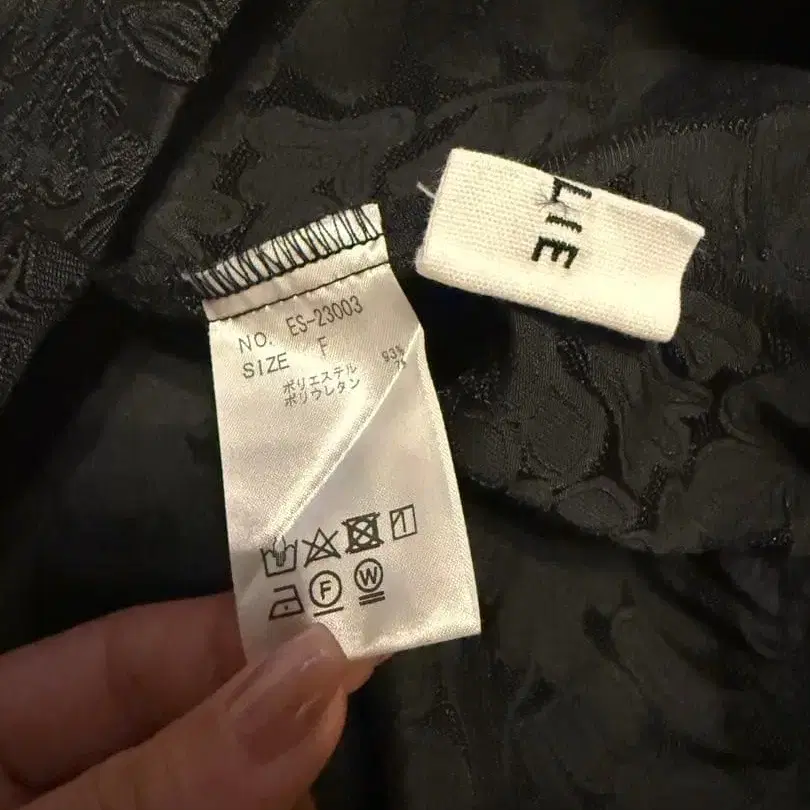 LIE
NO. ES-23003
SIZE F
ポリエステル 93%
ポリウレタン 7%
F
W